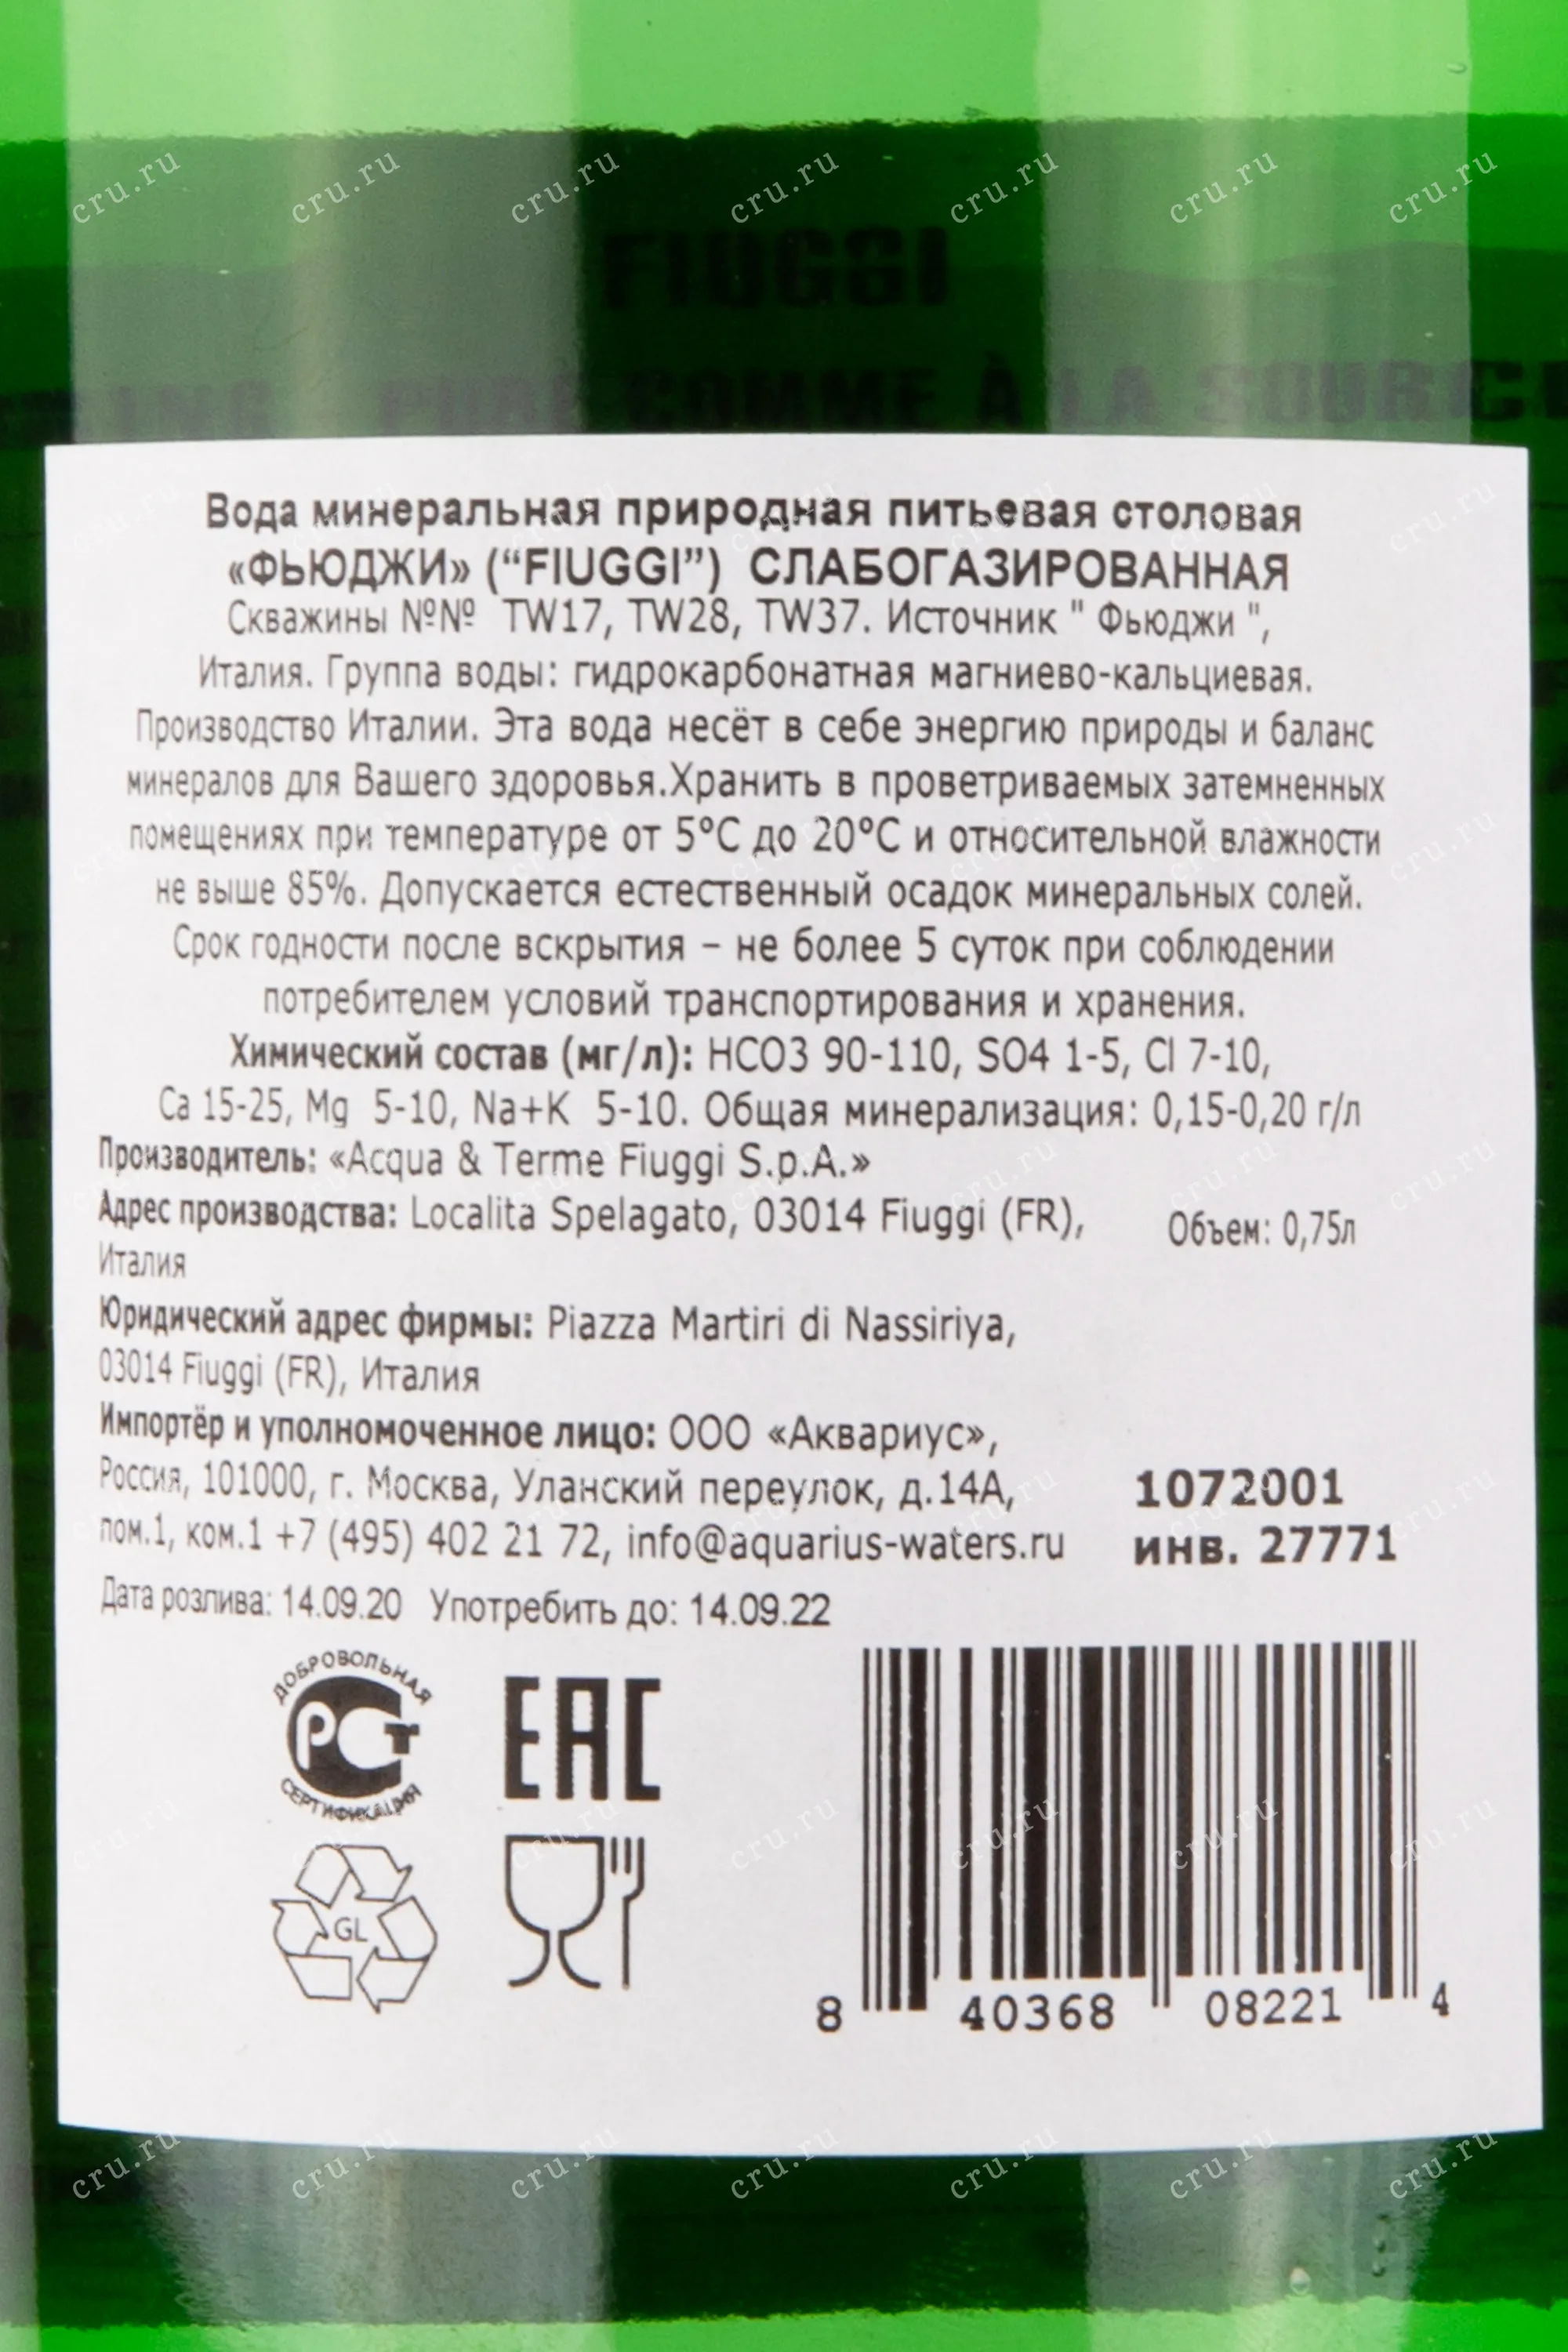 FIUGGI
COMME À LA SOURCE
Вода минеральная природная питьевая столовая
«ФЬЮДЖИ» (“FIUGGI”) СЛАБОГАЗИРОВАННАЯ
Скважины №№ TW17, TW28, TW37. Источник " Фьюджи ",
Италия. Группа воды: гидрокарбонатная магниево-кальциевая.
Производство Италии. Эта вода несёт в себе энергию природы и баланс
минералов для Вашего здоровья.Хранить в проветриваемых затемненных
помещениях при температуре от 5°С до 20°С и относительной влажности
не выше 85%. Допускается естественный осадок минеральных солей.
Срок годности после вскрытия – не более 5 суток при соблюдении
потребителем условий транспортирования и хранения.
Химический состав (мг/л): HCO3 90-110, SO4 1-5, Cl 7-10,
Ca 15-25, Mg 5-10, Na+K 5-10. Общая минерализация: 0,15-0,20 г/л
Производитель: «Acqua & Terme Fiuggi S.p.A.»
Адрес производства: Localita Spelagato, 03014 Fiuggi (FR),
Италия
Объем: 0,75л
Юридический адрес фирмы: Piazza Martiri di Nassiriya,
03014 Fiuggi (FR), Италия
Импортёр и уполномоченное лицо: ООО «Аквариус»,
Россия, 101000, г. Москва, Уланский переулок, д.14А,
пом.1, ком.1 +7 (495) 402 21 72, info@aquarius-waters.ru
1072001
инв. 27771
Дата розлива: 14.09.20 Употребить до: 14.09.22
ДОБРОВОЛЬНАЯ
РСТ
СЕРТИФИКАЦИЯ
EAC
GL
8 40368 08221 4
cru.ru